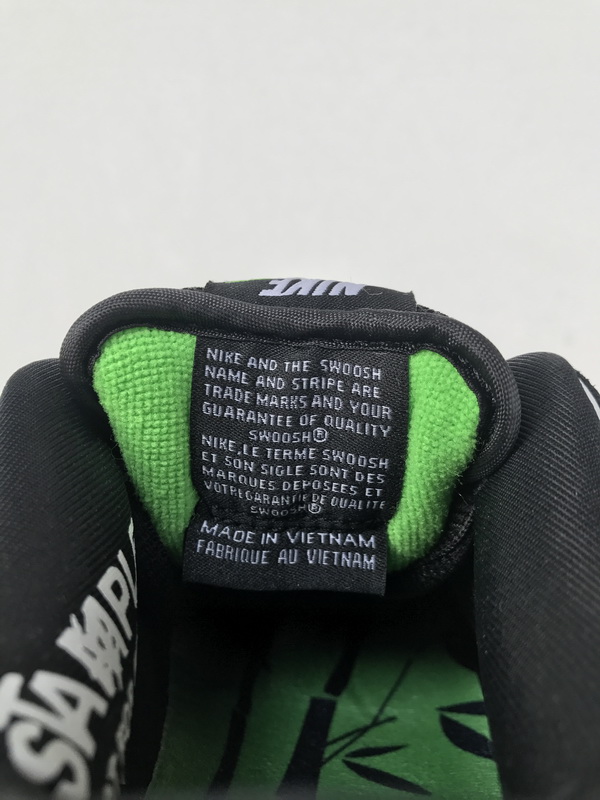 NIKE
NIKE AND THE SWOOSH
NAME AND STRIPE ARE
TRADE MARKS AND YOUR
GUARANTEE OF QUALITY
SWOOSH®
NIKE, LE TERME SWOOSH
ET SON SIGLE SONT DES
MARQUES DEPOSEES ET
VOTRE GARANTIE DE QUALITE
SWOOSH®
MADE IN VIETNAM
FABRIQUE AU VIETNAM